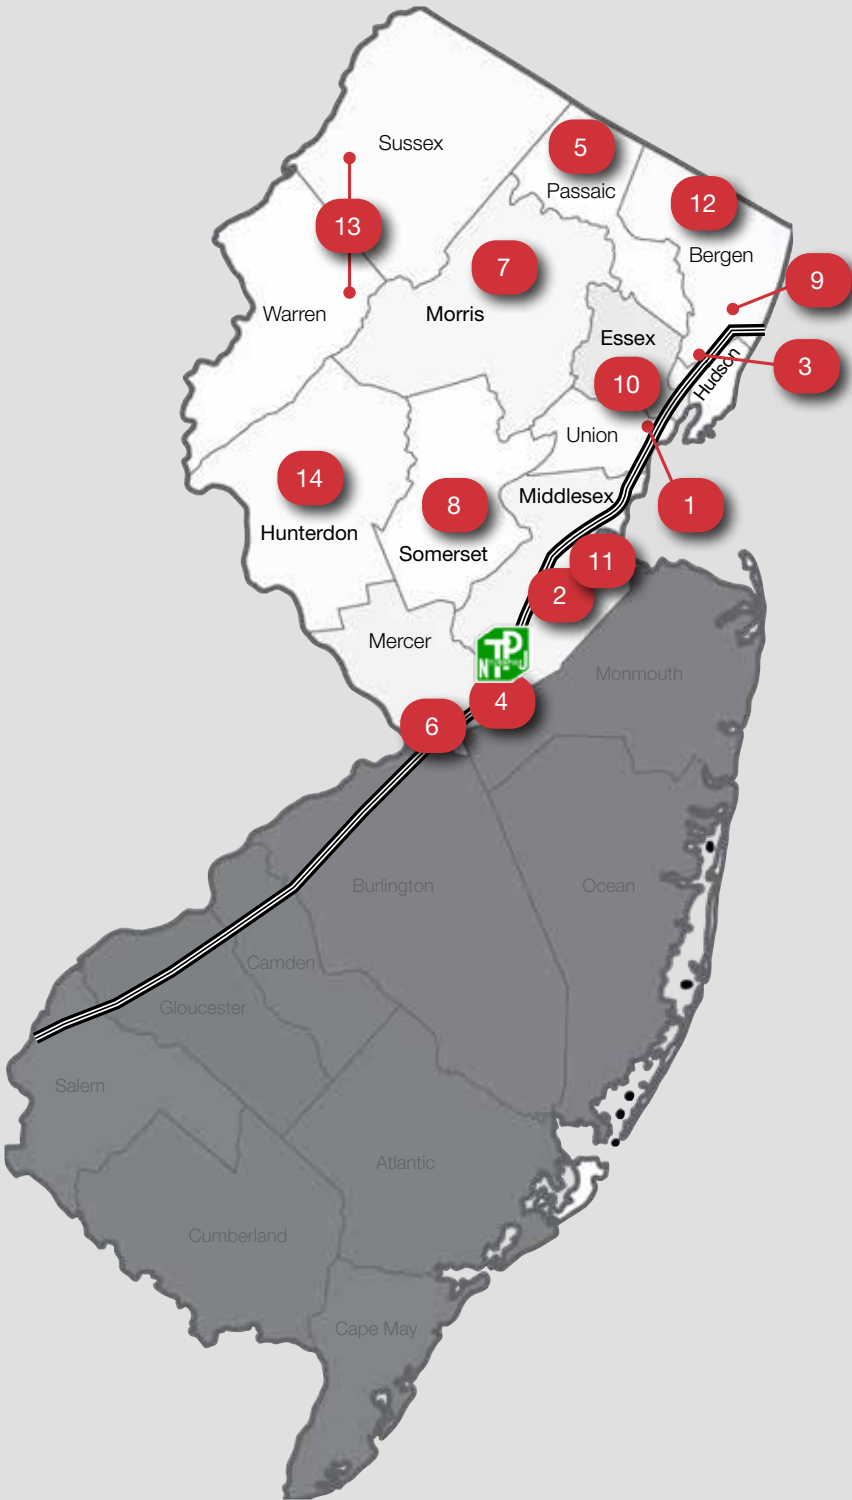 Sussex
5
Passaic
12
13
Bergen
7
9
Warren
Morris
Essex
3
Hudson
10
Union
14
Middlesex
8
1
Hunterdon
Somerset
11
2
Mercer
TP
N J
Monmouth
4
6
Burlington
Ocean
Camden
Gloucester
Salem
Atlantic
Cumberland
Cape May